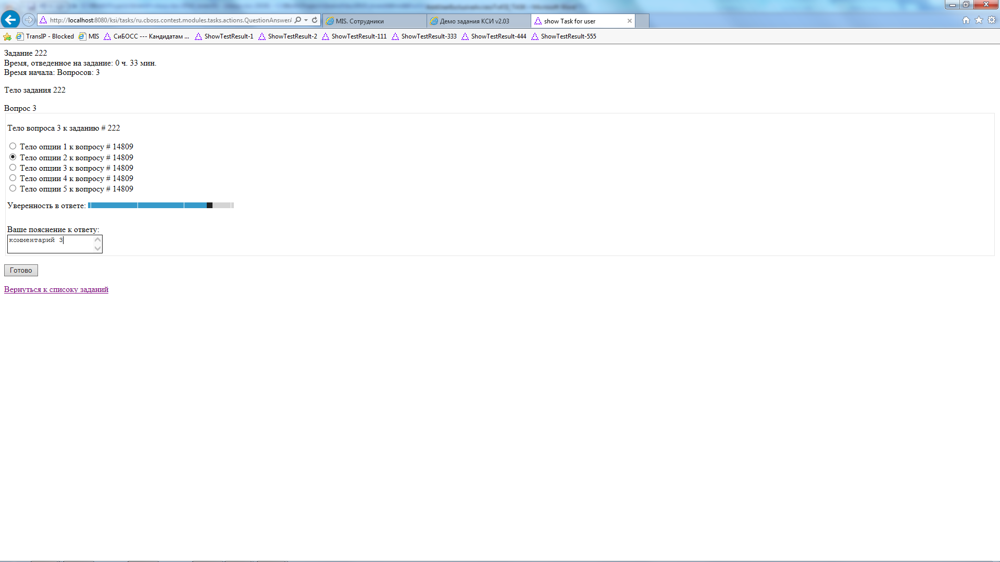 http://localhost:8080/ksi/tasks/ru.cboss.contest.modules.tasks.actions.QuestionAnswer
MIS. Сотрудники
Демо задания КСИ v2.03
show Task for user
TransIP - Blocked
MIS
СиБОСС --- Кандидатам ...
ShowTestResult-1
ShowTestResult-2
ShowTestResult-111
ShowTestResult-333
ShowTestResult-444
ShowTestResult-555
Задание 222
Время, отведенное на задание: 0 ч. 33 мин.
Время начала: Вопросов: 3
Тело задания 222
Вопрос 3
Тело вопроса 3 к заданию # 222
Тело опции 1 к вопросу # 14809
Тело опции 2 к вопросу # 14809
Тело опции 3 к вопросу # 14809
Тело опции 4 к вопросу # 14809
Тело опции 5 к вопросу # 14809
Уверенность в ответе:
Ваше пояснение к ответу:
комментарий 3
Готово
Вернуться к списоку заданий